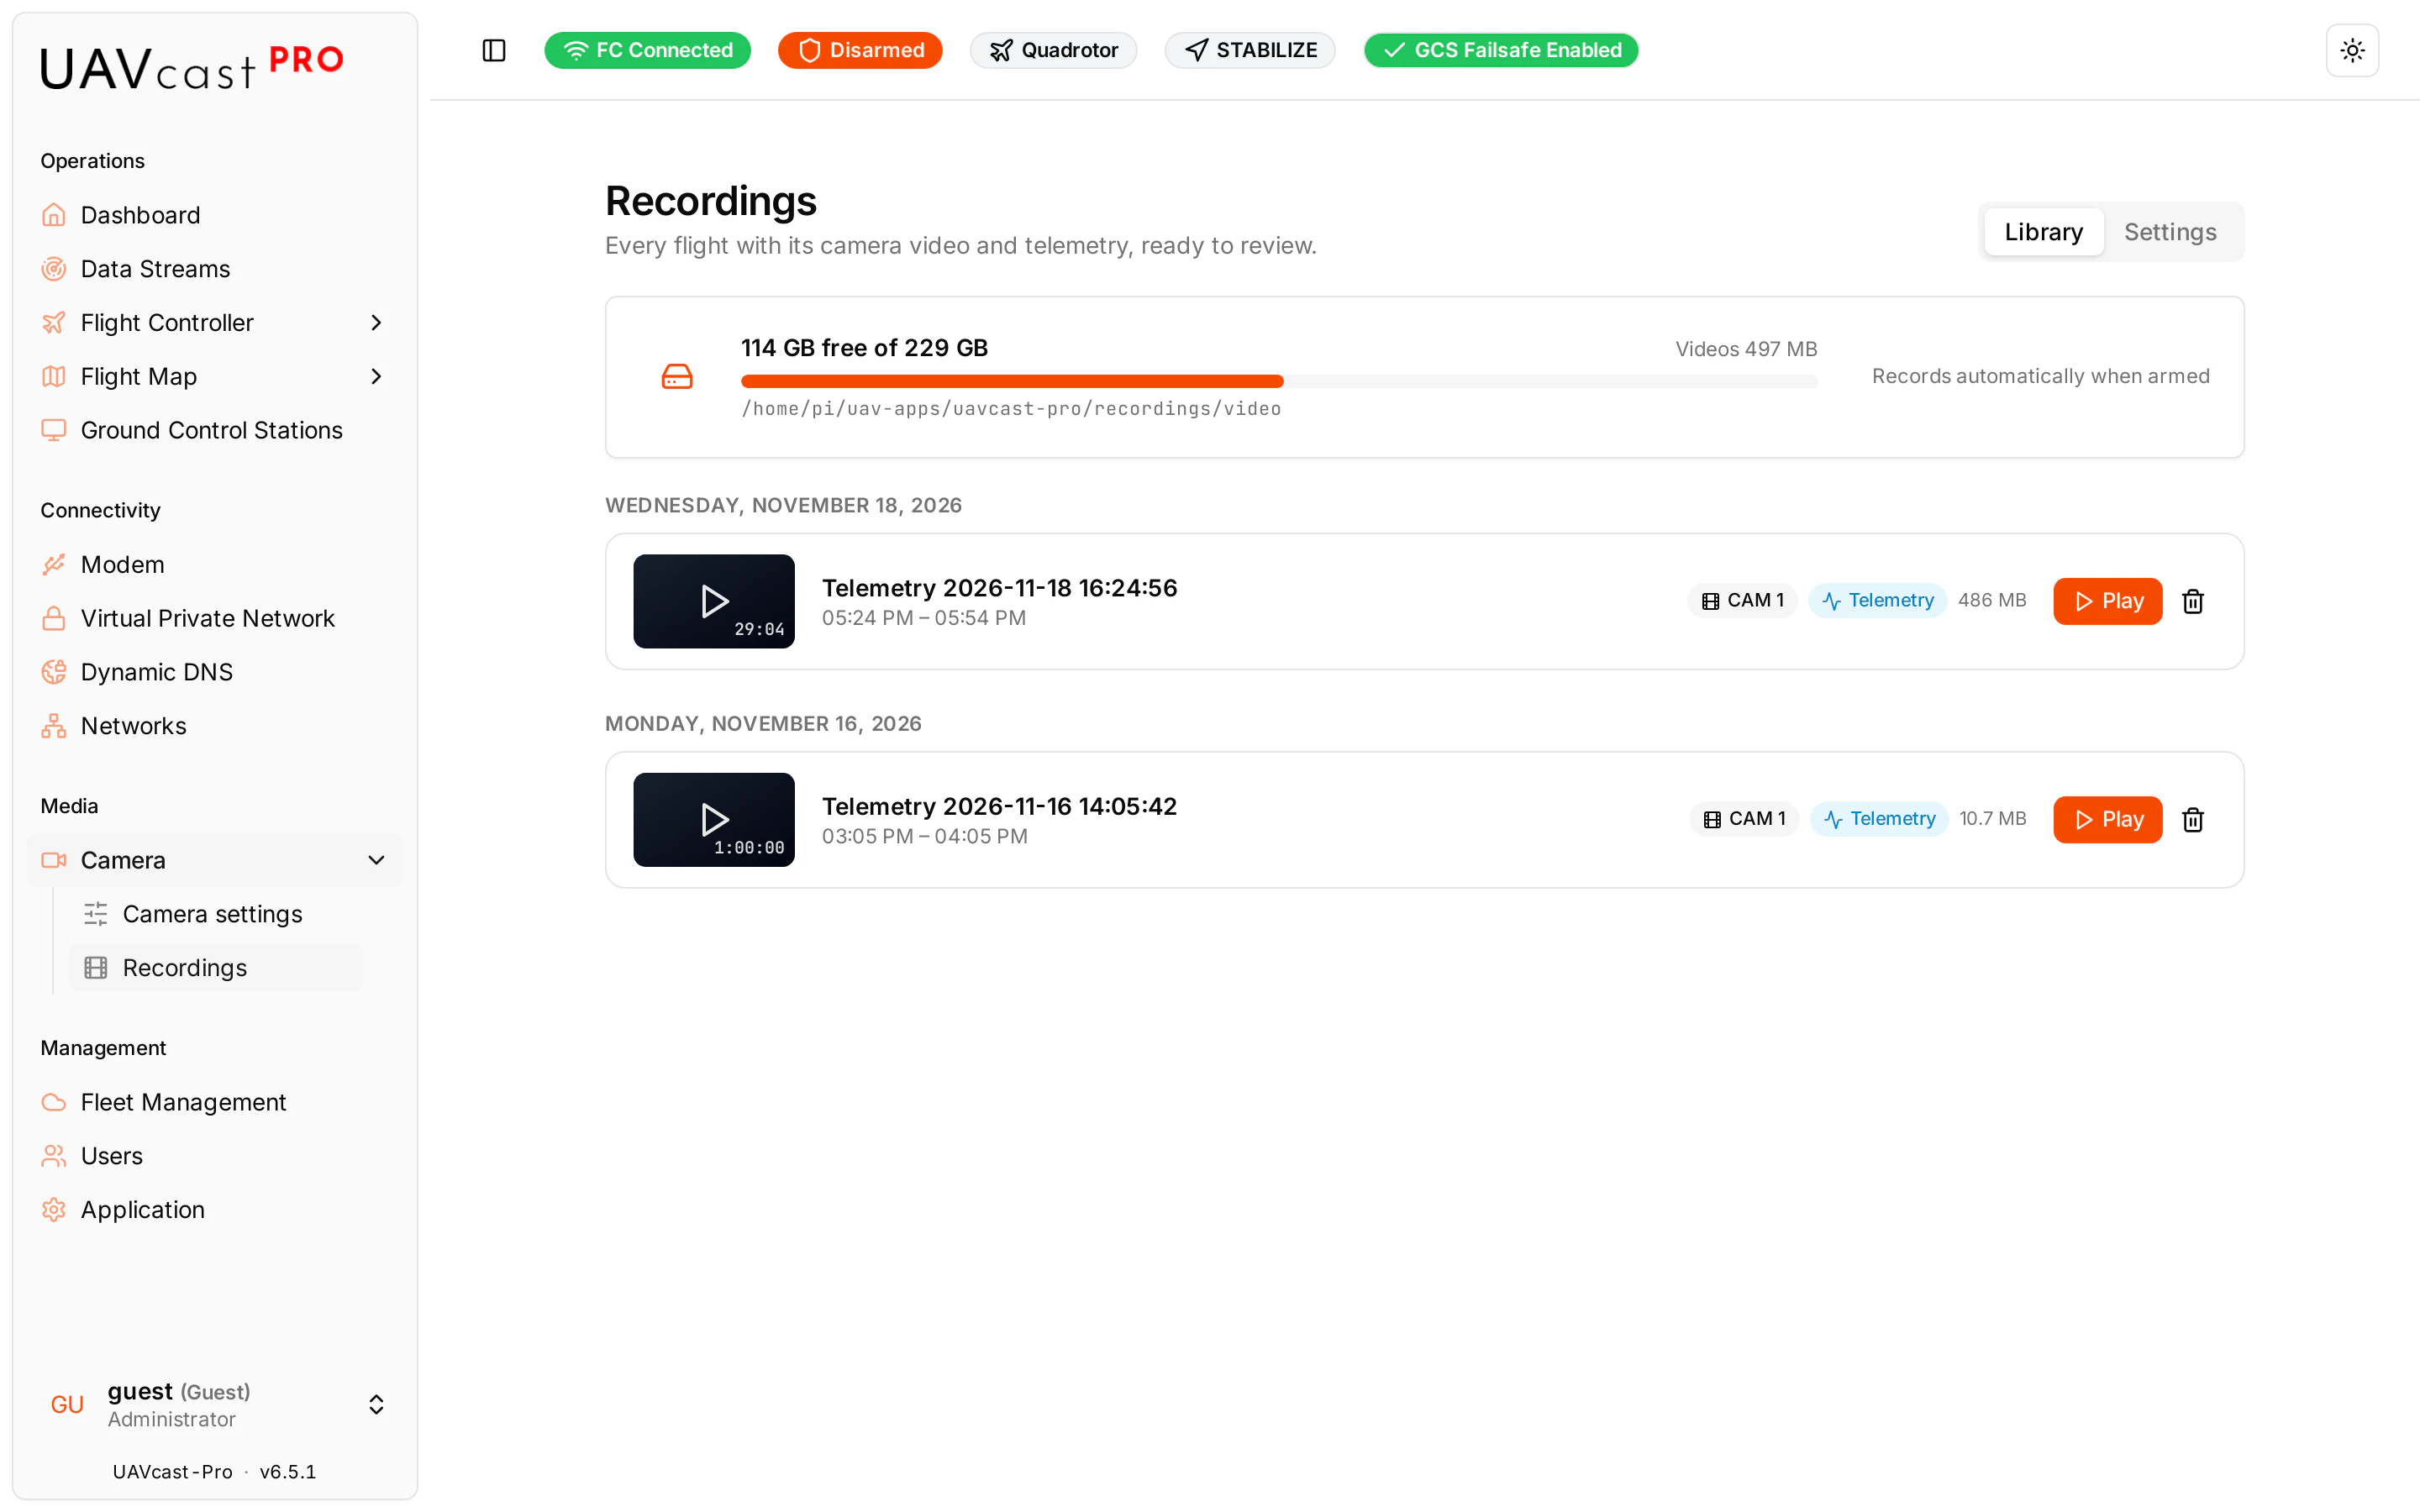 UAVcast PRO
Operations
Dashboard
Data Streams
Flight Controller
Flight Map
Ground Control Stations
Connectivity
Modem
Virtual Private Network
Dynamic DNS
Networks
Media
Camera
Camera settings
Recordings
Management
Fleet Management
Users
Application
GU
guest (Guest)
Administrator
UAVcast-Pro · v6.5.1
FC Connected
Disarmed
Quadrotor
STABILIZE
GCS Failsafe Enabled
Recordings
Every flight with its camera video and telemetry, ready to review.
Library
Settings
114 GB free of 229 GB
Videos 497 MB
/home/pi/uav-apps/uavcast-pro/recordings/video
Records automatically when armed
WEDNESDAY, NOVEMBER 18, 2026
29:04
Telemetry 2026-11-18 16:24:56
05:24 PM – 05:54 PM
CAM 1
Telemetry
486 MB
Play
MONDAY, NOVEMBER 16, 2026
1:00:00
Telemetry 2026-11-16 14:05:42
03:05 PM – 04:05 PM
CAM 1
Telemetry
10.7 MB
Play